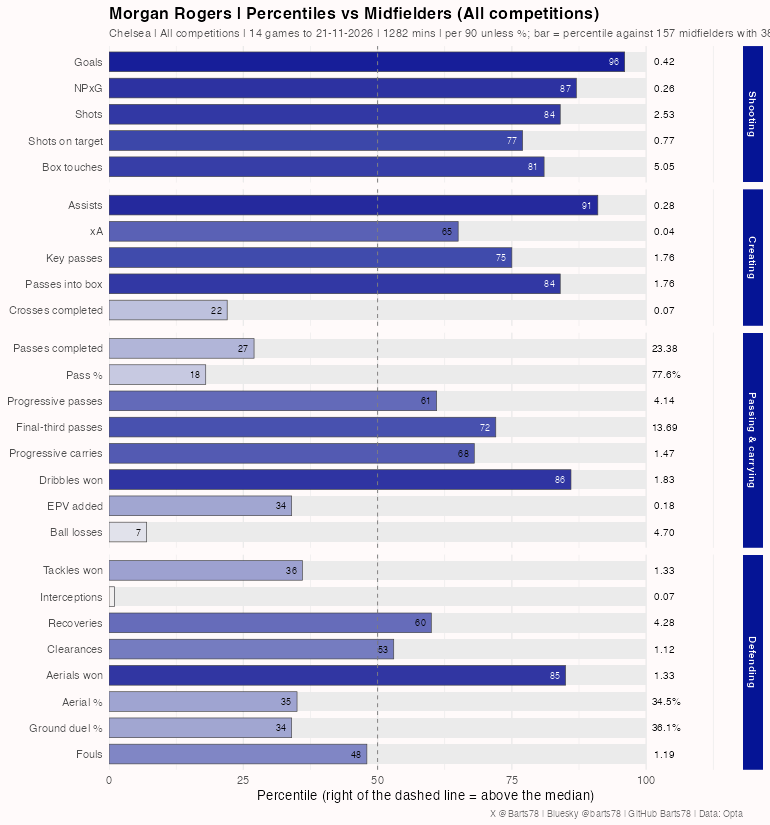 Morgan Rogers | Percentiles vs Midfielders (All competitions)
Chelsea | All competitions | 14 games to 21-11-2026 | 1282 mins | per 90 unless %; bar = percentile against 157 midfielders with 38
Goals 96 0.42
NPxG 87 0.26
Shots 84 2.53
Shots on target 77 0.77
Box touches 81 5.05
Shooting
Assists 91 0.28
xA 65 0.04
Key passes 75 1.76
Passes into box 84 1.76
Crosses completed 22 0.07
Creating
Passes completed 27 23.38
Pass % 18 77.6%
Progressive passes 61 4.14
Final-third passes 72 13.69
Progressive carries 68 1.47
Dribbles won 86 1.83
EPV added 34 0.18
Ball losses 7 4.70
Passing & carrying
Tackles won 36 1.33
Interceptions 0.07
Recoveries 60 4.28
Clearances 53 1.12
Aerials won 85 1.33
Aerial % 35 34.5%
Ground duel % 34 36.1%
Fouls 48 1.19
Defending
0 25 50 75 100
Percentile (right of the dashed line = above the median)
X @Barts78 | Bluesky @barts78 | GitHub Barts78 | Data: Opta